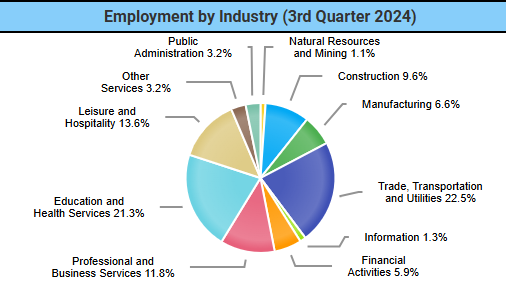 Employment by Industry (3rd Quarter 2024)
Public
Administration 3.2%
Natural Resources
and Mining 1.1%
Other
Services 3.2%
Construction 9.6%
Leisure and
Hospitality 13.6%
Manufacturing 6.6%
Trade, Transportation
and Utilities 22.5%
Education and
Health Services 21.3%
Information 1.3%
Professional and
Business Services 11.8%
Financial
Activities 5.9%